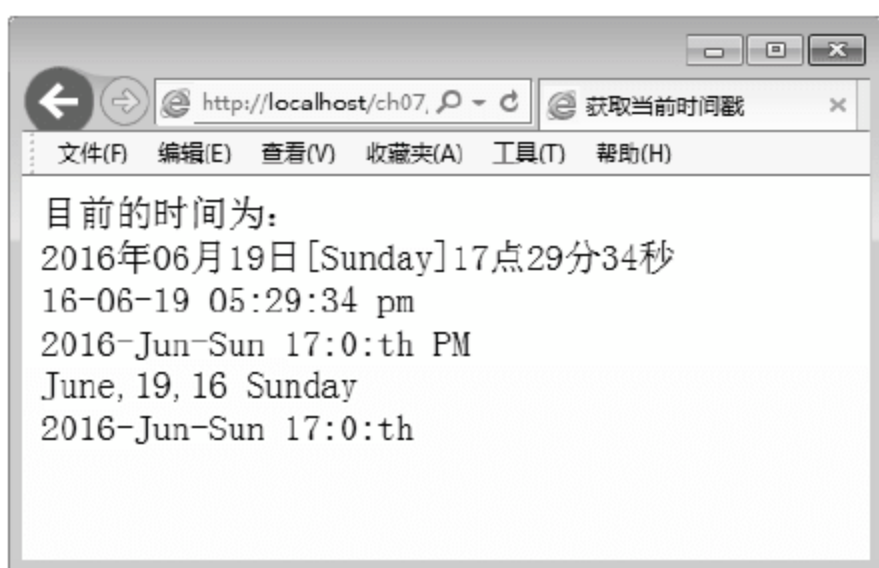 http://localhost/ch07,
获取当前时间戳
文件(F) 编辑(E) 查看(V) 收藏夹(A) 工具(T) 帮助(H)
目前的时间为:
2016年06月19日[Sunday]17点29分34秒
16-06-19 05:29:34 pm
2016-Jun-Sun 17:0:th PM
June,19,16 Sunday
2016-Jun-Sun 17:0:th